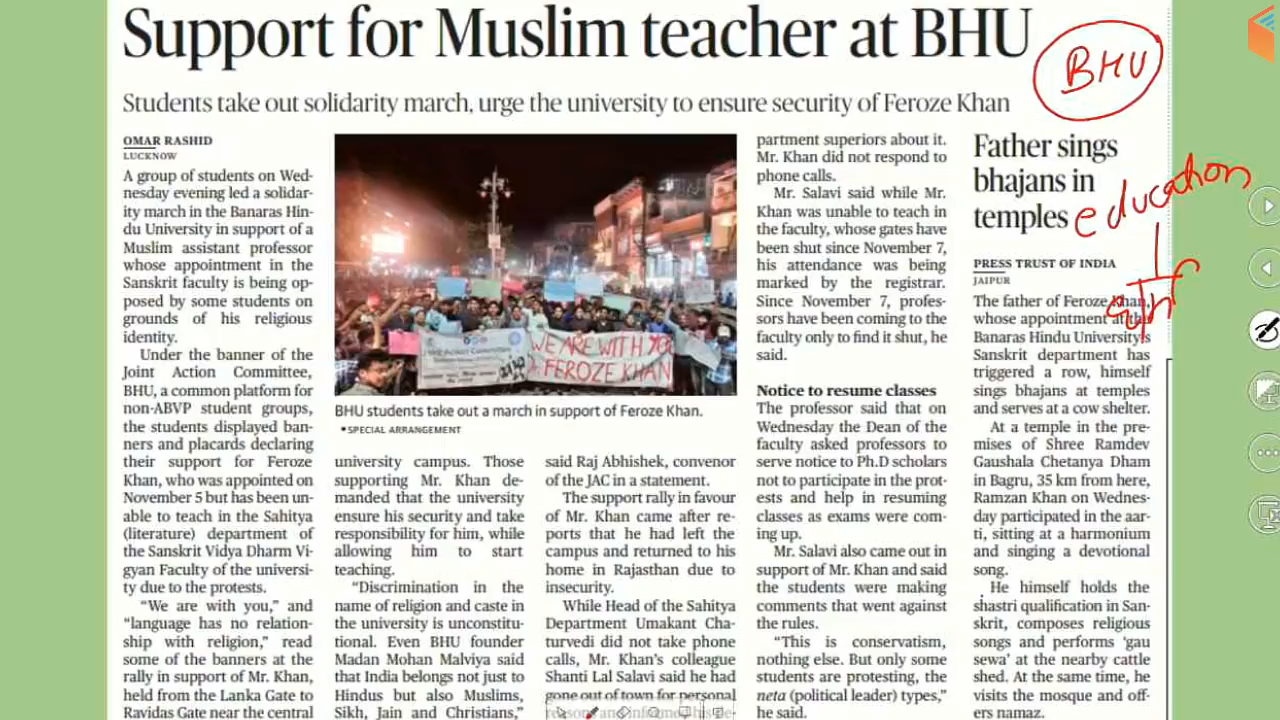 Support for Muslim teacher at BHU
BHU
Students take out solidarity march, urge the university to ensure security of Feroze Khan
OMAR RASHID
LUCKNOW
A group of students on Wed-
nesday evening led a solidar-
ity march in the Banaras Hin-
du University in support of a
Muslim assistant professor
whose appointment in the
Sanskrit faculty is being op-
posed by some students on
grounds of his religious
identity.
Under the banner of the
Joint Action Committee,
BHU, a common platform for
non-ABVP student groups,
the students displayed ban-
ners and placards declaring
their support for Feroze
Khan, who was appointed on
November 5 but has been un-
able to teach in the Sahitya
(literature) department of
the Sanskrit Vidya Dharm Vi-
gyan Faculty of the universi-
ty due to the protests.
“We are with you,” and
“language has no relation-
ship with religion,” read
some of the banners at the
rally in support of Mr. Khan,
held from the Lanka Gate to
Ravidas Gate near the central
Joint Action Committee
WE ARE WITH YOU
Dr. FEROZE KHAN
BHU students take out a march in support of Feroze Khan.
•SPECIAL ARRANGEMENT
university campus. Those
supporting Mr. Khan de-
manded that the university
ensure his security and take
responsibility for him, while
allowing him to start
teaching.
“Discrimination in the
name of religion and caste in
the university is unconstitu-
tional. Even BHU founder
Madan Mohan Malviya said
that India belongs not just to
Hindus but also Muslims,
Sikh, Jain and Christians,”
said Raj Abhishek, convenor
of the JAC in a statement.
The support rally in favour
of Mr. Khan came after re-
ports that he had left the
campus and returned to his
home in Rajasthan due to
insecurity.
While Head of the Sahitya
Department Umakant Cha-
turvedi did not take phone
calls, Mr. Khan’s colleague
Shanti Lal Salavi said he had
gone out of town for personal
partment superiors about it.
Mr. Khan did not respond to
phone calls.
Mr. Salavi said while Mr.
Khan was unable to teach in
the faculty, whose gates have
been shut since November 7,
his attendance was being
marked by the registrar.
Since November 7, profes-
sors have been coming to the
faculty only to find it shut, he
said.
Notice to resume classes
The professor said that on
Wednesday the Dean of the
faculty asked professors to
serve notice to Ph.D scholars
not to participate in the prot-
ests and help in resuming
classes as exams were com-
ing up.
Mr. Salavi also came out in
support of Mr. Khan and said
the students were making
comments that went against
the rules.
“This is conservatism,
nothing else. But only some
students are protesting, the
neta (political leader) types,”
he said.
Father sings
bhajans in
temples
education
PRESS TRUST OF INDIA
JAIPUR
The father of Feroze Khan,
whose appointment at the
Banaras Hindu University’s
Sanskrit department has
triggered a row, himself
sings bhajans at temples
and serves at a cow shelter.
At a temple in the pre-
mises of Shree Ramdev
Gaushala Chetanya Dham
in Bagru, 35 km from here,
Ramzan Khan on Wednes-
day participated in the aar-
ti, sitting at a harmonium
and singing a devotional
song.
He himself holds the
shastri qualification in San-
skrit, composes religious
songs and performs ‘gau
sewa’ at the nearby cattle
shed. At the same time, he
visits the mosque and off-
ers namaz.